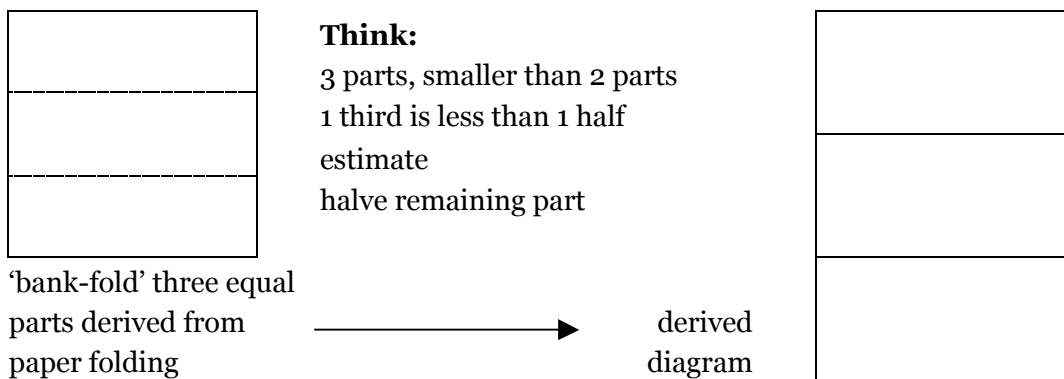 Think:
3 parts, smaller than 2 parts
1 third is less than 1 half
estimate
halve remaining part
‘bank-fold’ three equal
parts derived from
paper folding
derived
diagram